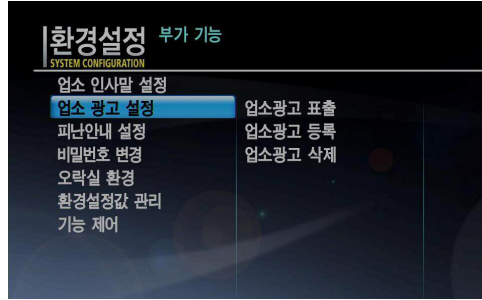 환경설정 부가 기능
SYSTEM CONFIGURATION
업소 인사말 설정
업소 광고 설정 업소광고 표출
피난안내 설정 업소광고 등록
비밀번호 변경 업소광고 삭제
오락실 환경
환경설정값 관리
기능 제어